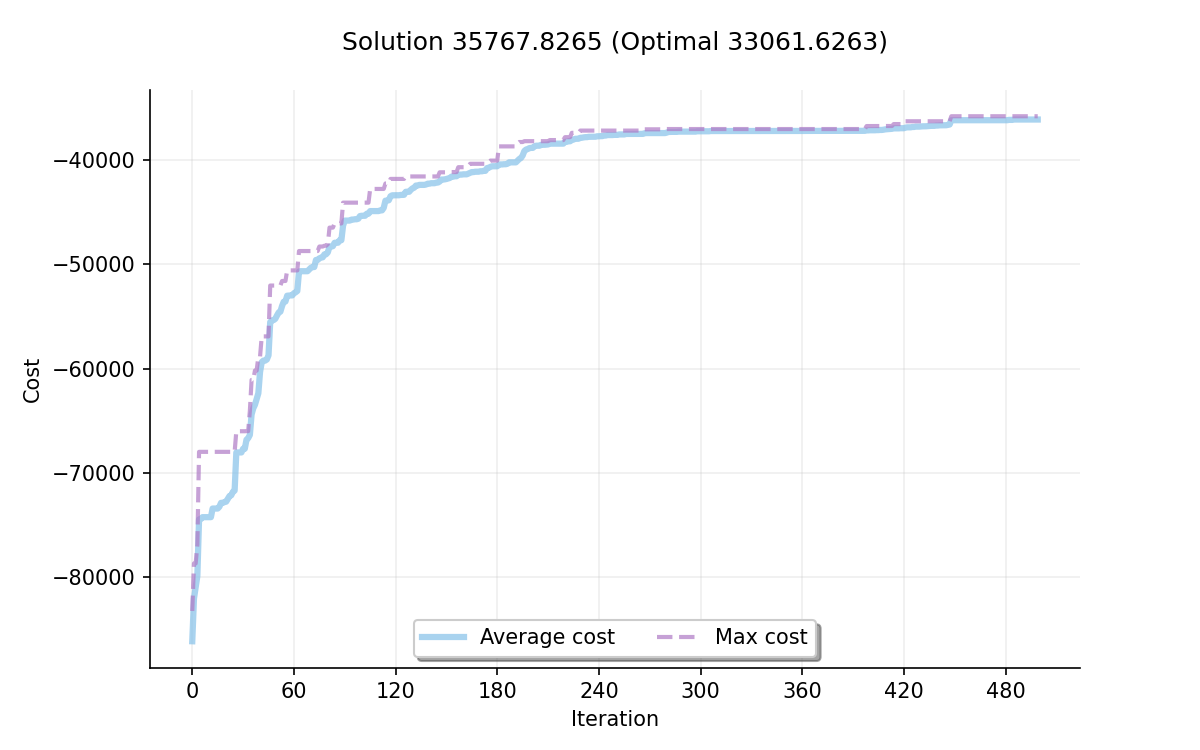 Solution 35767.8265 (Optimal 33061.6263)
Cost
−40000
−50000
−60000
−70000
−80000
Average cost Max cost
0 60 120 180 240 300 360 420 480
Iteration